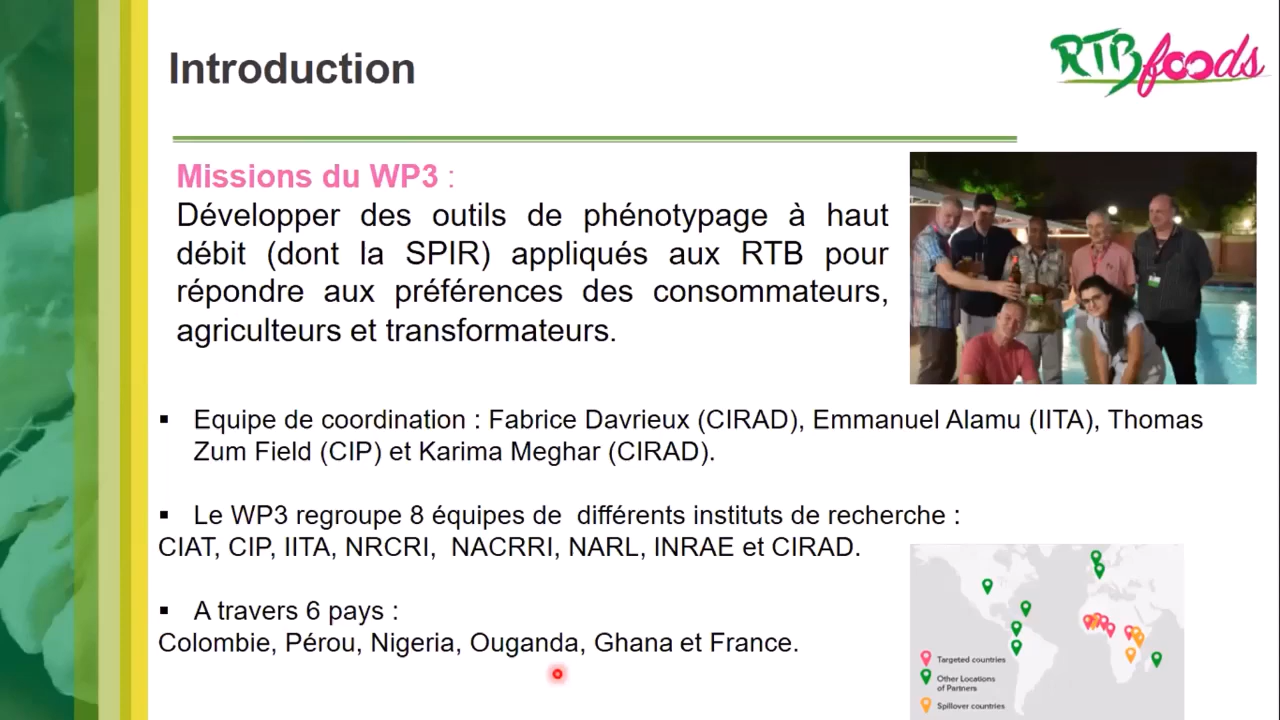 Introduction
RTBfoods
Missions du WP3 :
Développer des outils de phénotypage à haut
débit (dont la SPIR) appliqués aux RTB pour
répondre aux préférences des consommateurs,
agriculteurs et transformateurs.
▪ Equipe de coordination : Fabrice Davrieux (CIRAD), Emmanuel Alamu (IITA), Thomas
Zum Field (CIP) et Karima Meghar (CIRAD).
▪ Le WP3 regroupe 8 équipes de différents instituts de recherche :
CIAT, CIP, IITA, NRCRI, NACRRI, NARL, INRAE et CIRAD.
▪ A travers 6 pays :
Colombie, Pérou, Nigeria, Ouganda, Ghana et France.
Targeted countries
Other Locations
of Partners
Spillover countries